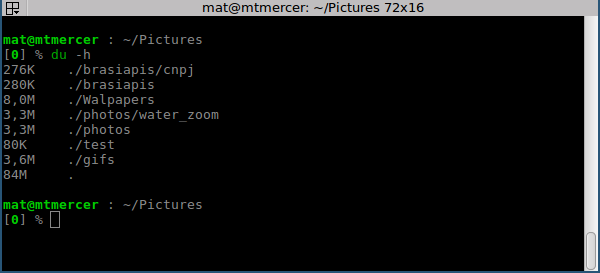 mat@mtmercer: ~/Pictures 72x16
mat@mtmercer : ~/Pictures
[0] % du -h
276K    ./brasiapis/cnpj
280K    ./brasiapis
8,0M    ./Walpapers
3,3M    ./photos/water_zoom
3,3M    ./photos
80K     ./test
3,6M    ./gifs
84M     .
mat@mtmercer : ~/Pictures
[0] %